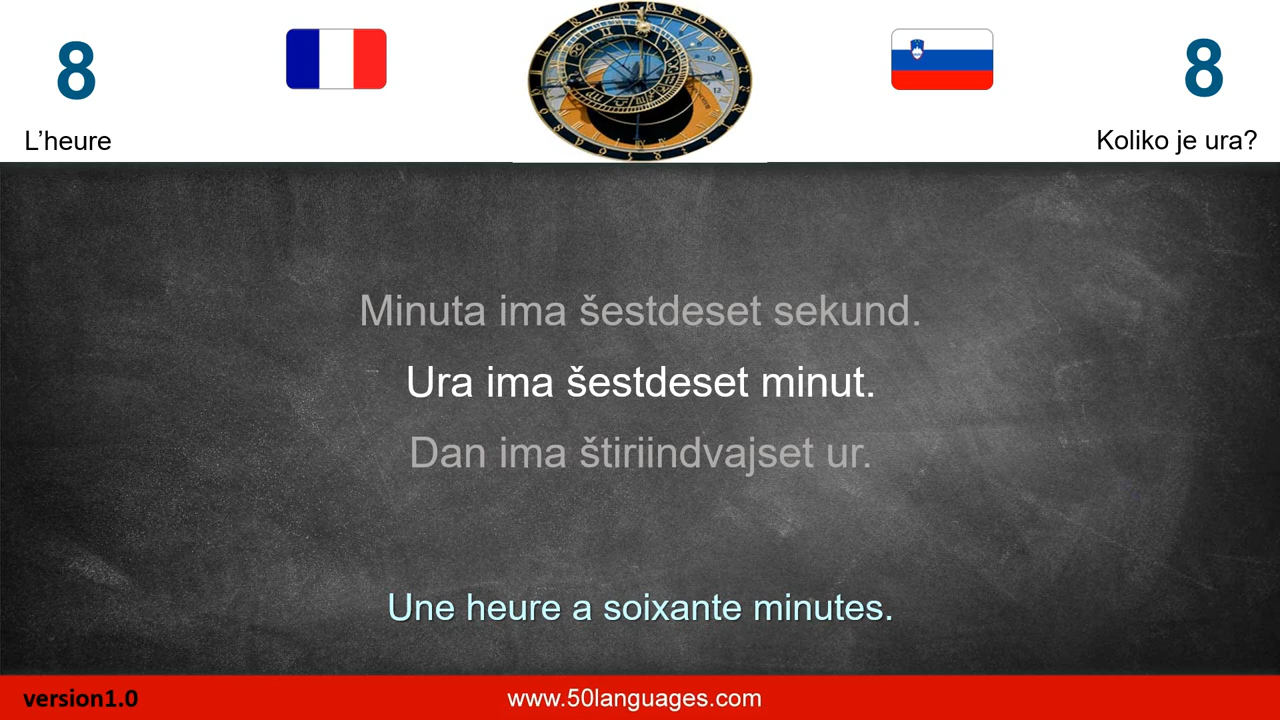 8
8
L’heure
Koliko je ura?
Minuta ima šestdeset sekund.
Ura ima šestdeset minut.
Dan ima štiriindvajset ur.
Une heure a soixante minutes.
version1.0
www.50languages.com